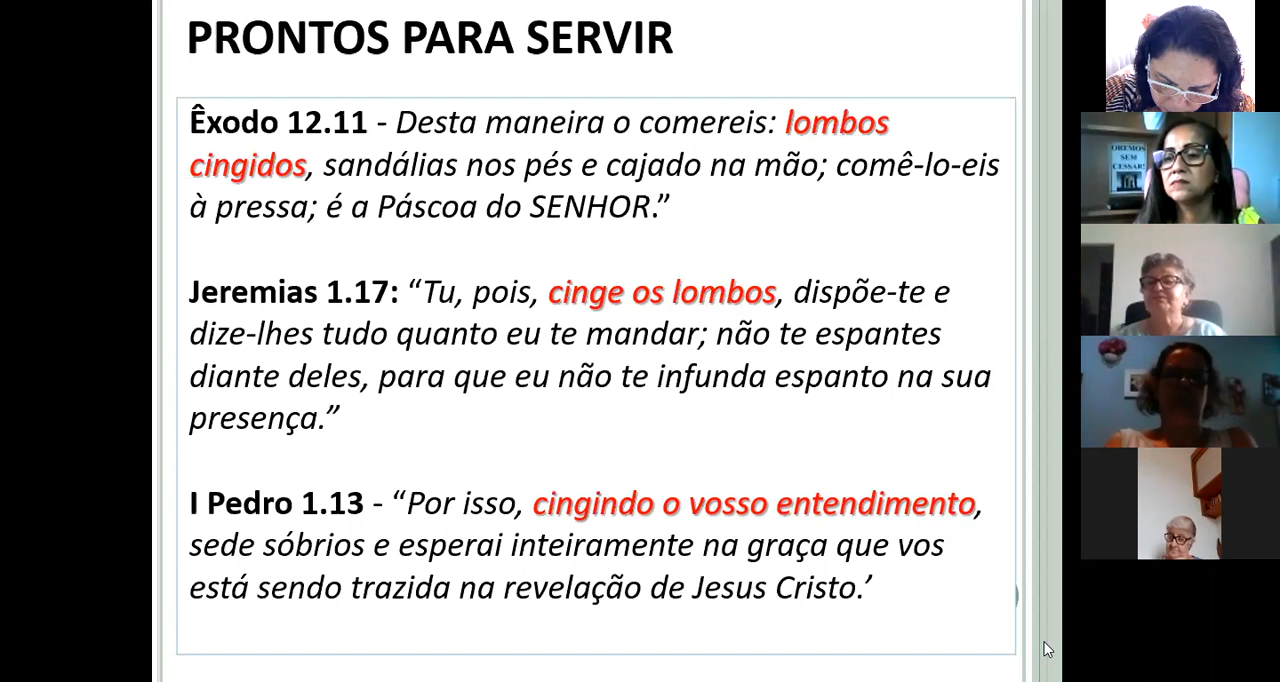 PRONTOS PARA SERVIR
Êxodo 12.11 - Desta maneira o comereis: lombos
cingidos, sandálias nos pés e cajado na mão; comê-lo-eis
à pressa; é a Páscoa do SENHOR.”
Jeremias 1.17: “Tu, pois, cinge os lombos, dispõe-te e
dize-lhes tudo quanto eu te mandar; não te espantes
diante deles, para que eu não te infunda espanto na sua
presença.”
I Pedro 1.13 - “Por isso, cingindo o vosso entendimento,
sede sóbrios e esperai inteiramente na graça que vos
está sendo trazida na revelação de Jesus Cristo.’
OREMOS
SEM
CESSAR!